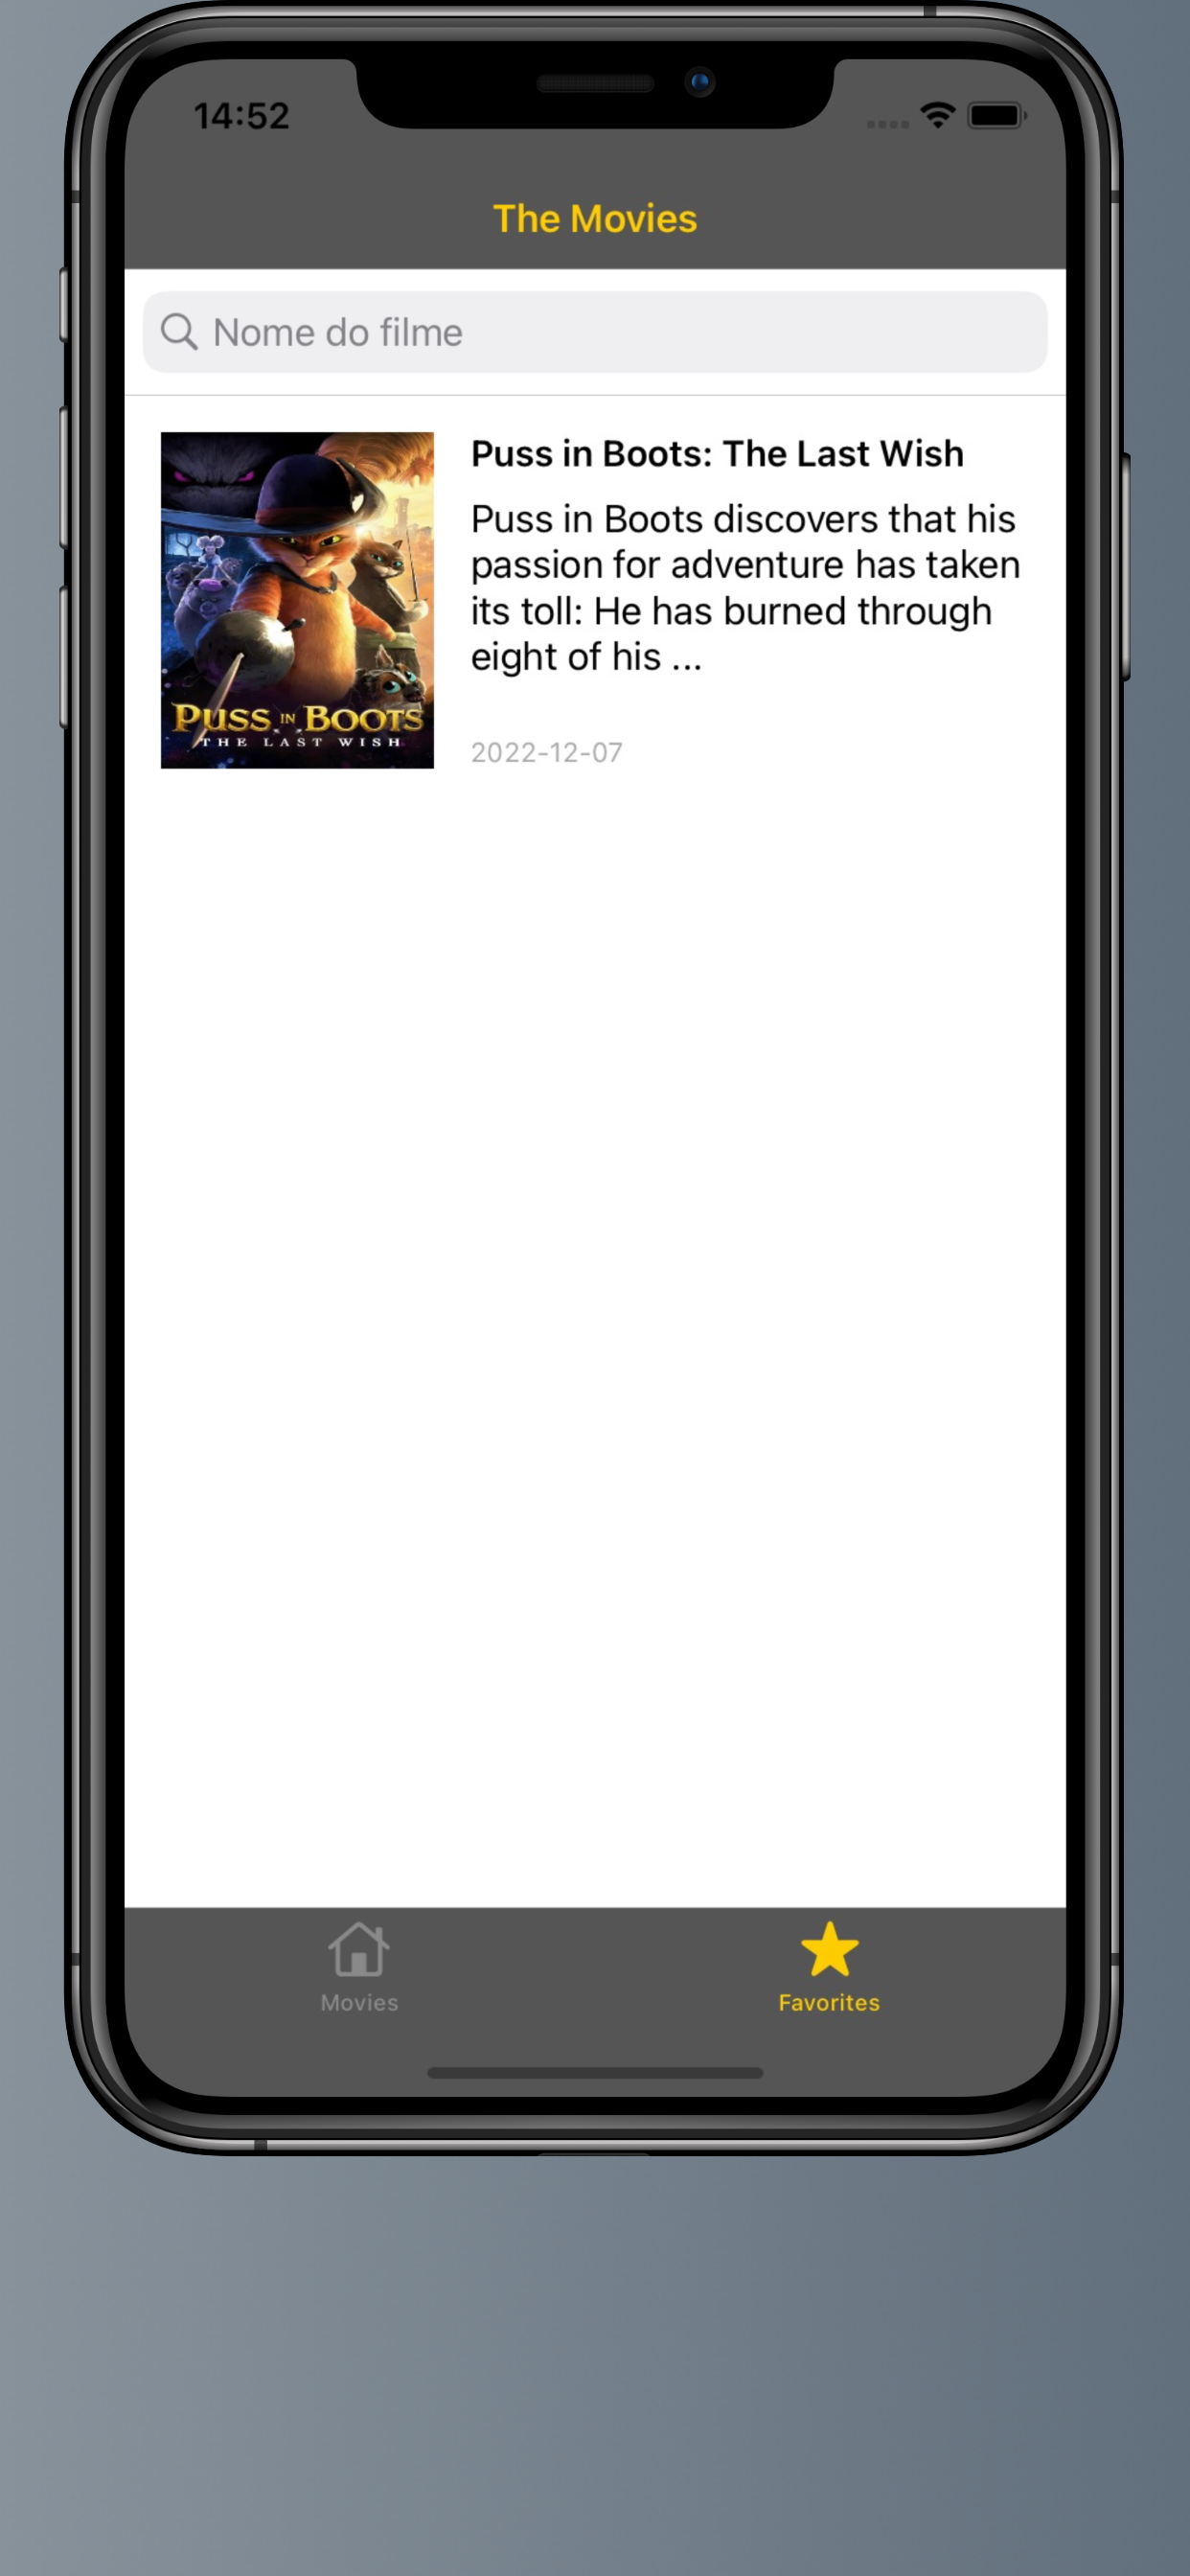 14:52
The Movies
Nome do filme
Puss in Boots: The Last Wish
Puss in Boots discovers that his
passion for adventure has taken
its toll: He has burned through
eight of his ...
PUSS IN BOOTS
THE LAST WISH
2022-12-07
Movies
Favorites